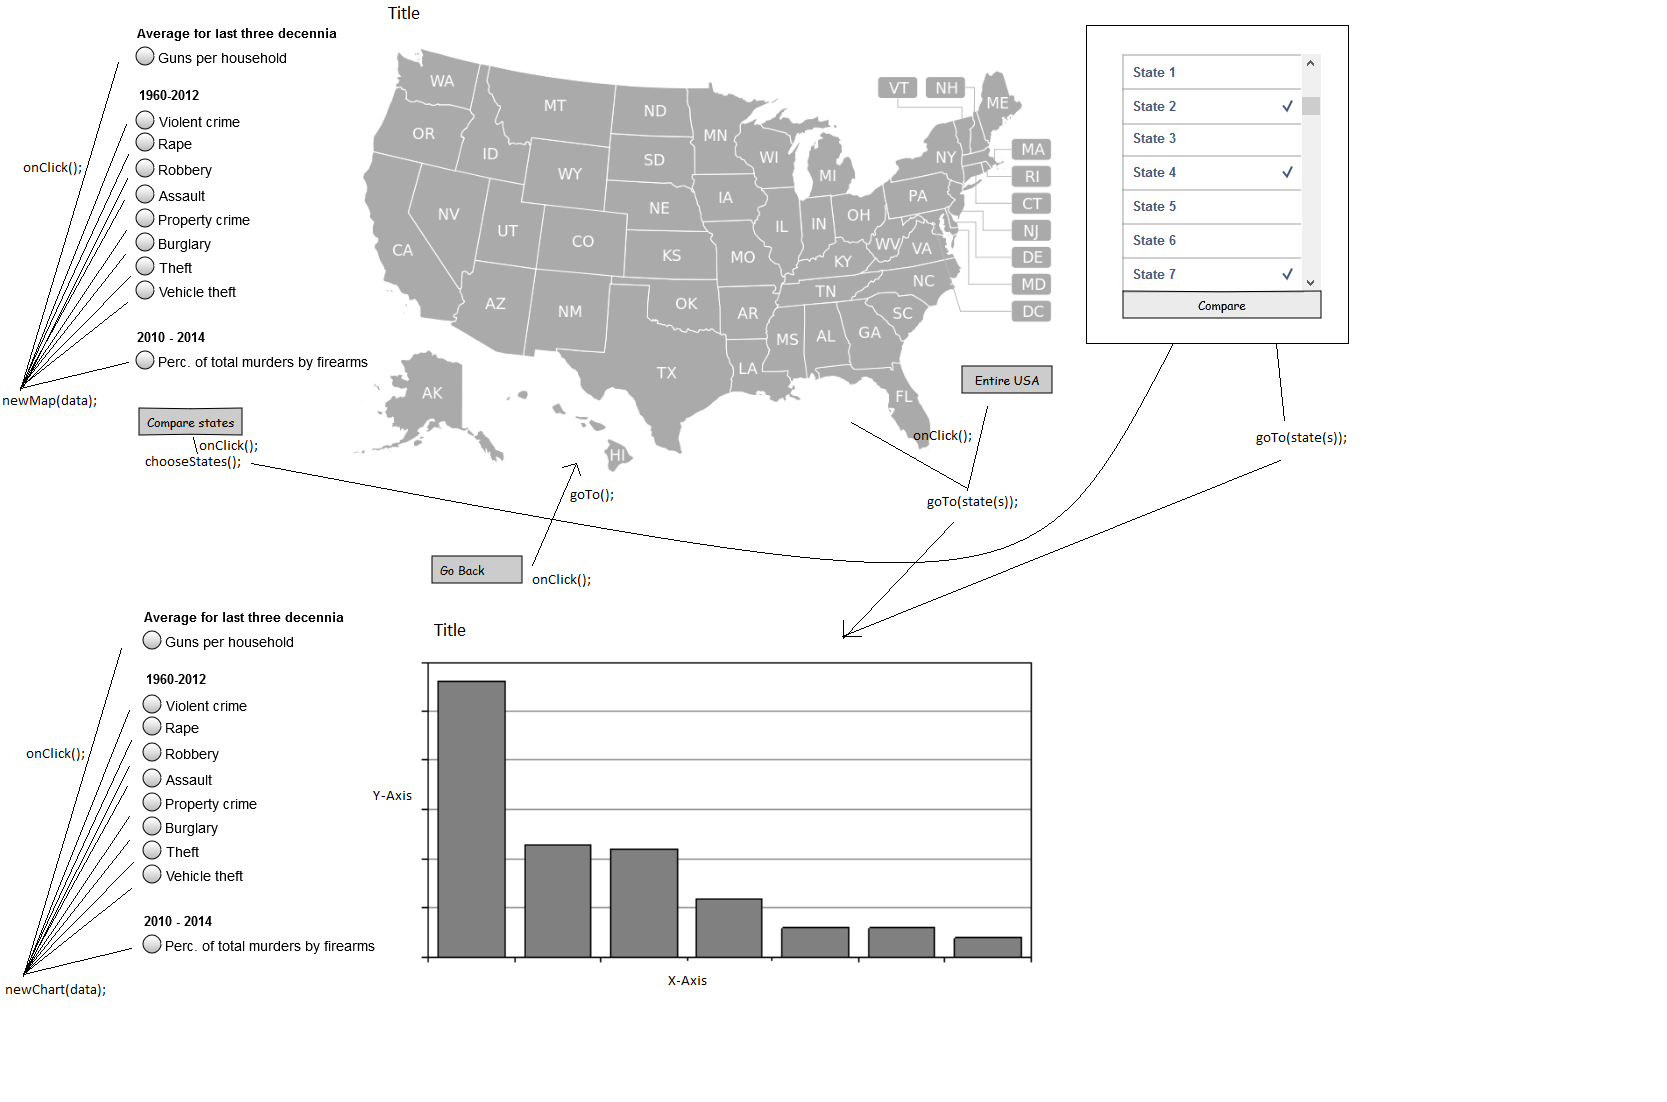 Title
Average for last three decennia
Guns per household
1960-2012
Violent crime
Rape
onClick();
Robbery
Assault
Property crime
Burglary
Theft
Vehicle theft
2010 - 2014
Perc. of total murders by firearms
newMap(data);
Compare states
onClick();
chooseStates();
WA
MT
ND
MN
OR
ID
SD
WI
MI
NY
ME
VT
NH
MA
RI
CT
NJ
DE
MD
DC
WY
NV
UT
CO
NE
IA
IL
IN
OH
PA
WV
VA
CA
KS
MO
KY
NC
AZ
NM
OK
AR
TN
SC
MS
AL
GA
TX
LA
FL
AK
HI
Entire USA
onClick();
goTo(state(s));
State 1
State 2
State 3
State 4
State 5
State 6
State 7
Compare
goTo(state(s));
goTo();
Go Back
onClick();
Average for last three decennia
Guns per household
1960-2012
Violent crime
Rape
onClick();
Robbery
Assault
Property crime
Burglary
Theft
Vehicle theft
2010 - 2014
Perc. of total murders by firearms
newChart(data);
Title
Y-Axis
X-Axis